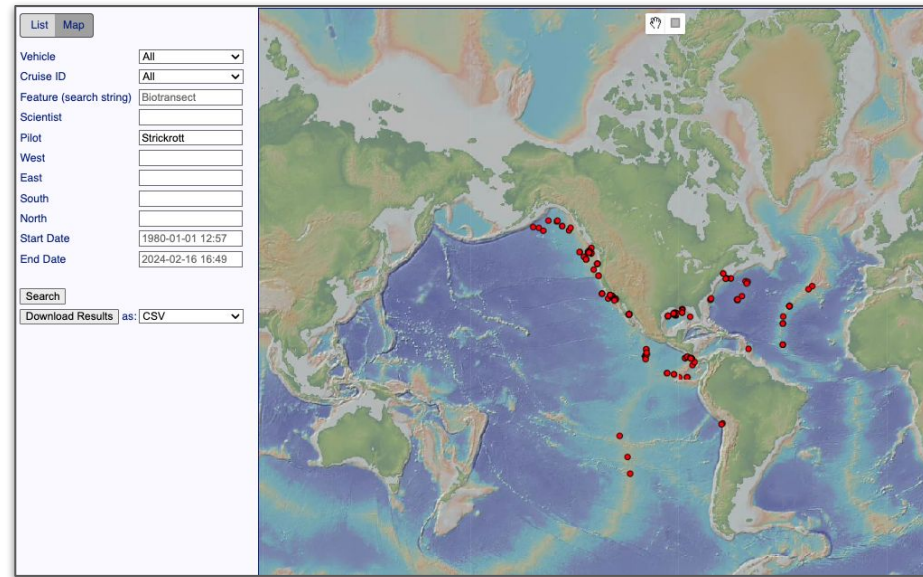 List Map
Vehicle All
Cruise ID All
Feature (search string) Biotransect
Scientist
Pilot Strickrott
West
East
South
North
Start Date 1980-01-01 12:57
End Date 2024-02-16 16:49
Search
Download Results as: CSV